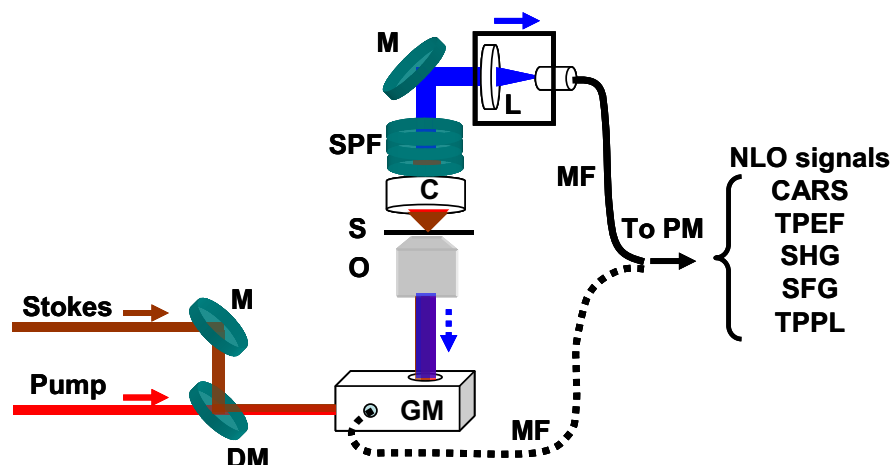 M
L
SPF
C
S
O
MF
To PM
NLO signals
CARS
TPEF
SHG
SFG
TPPL
Stokes
M
Pump
DM
GM
MF